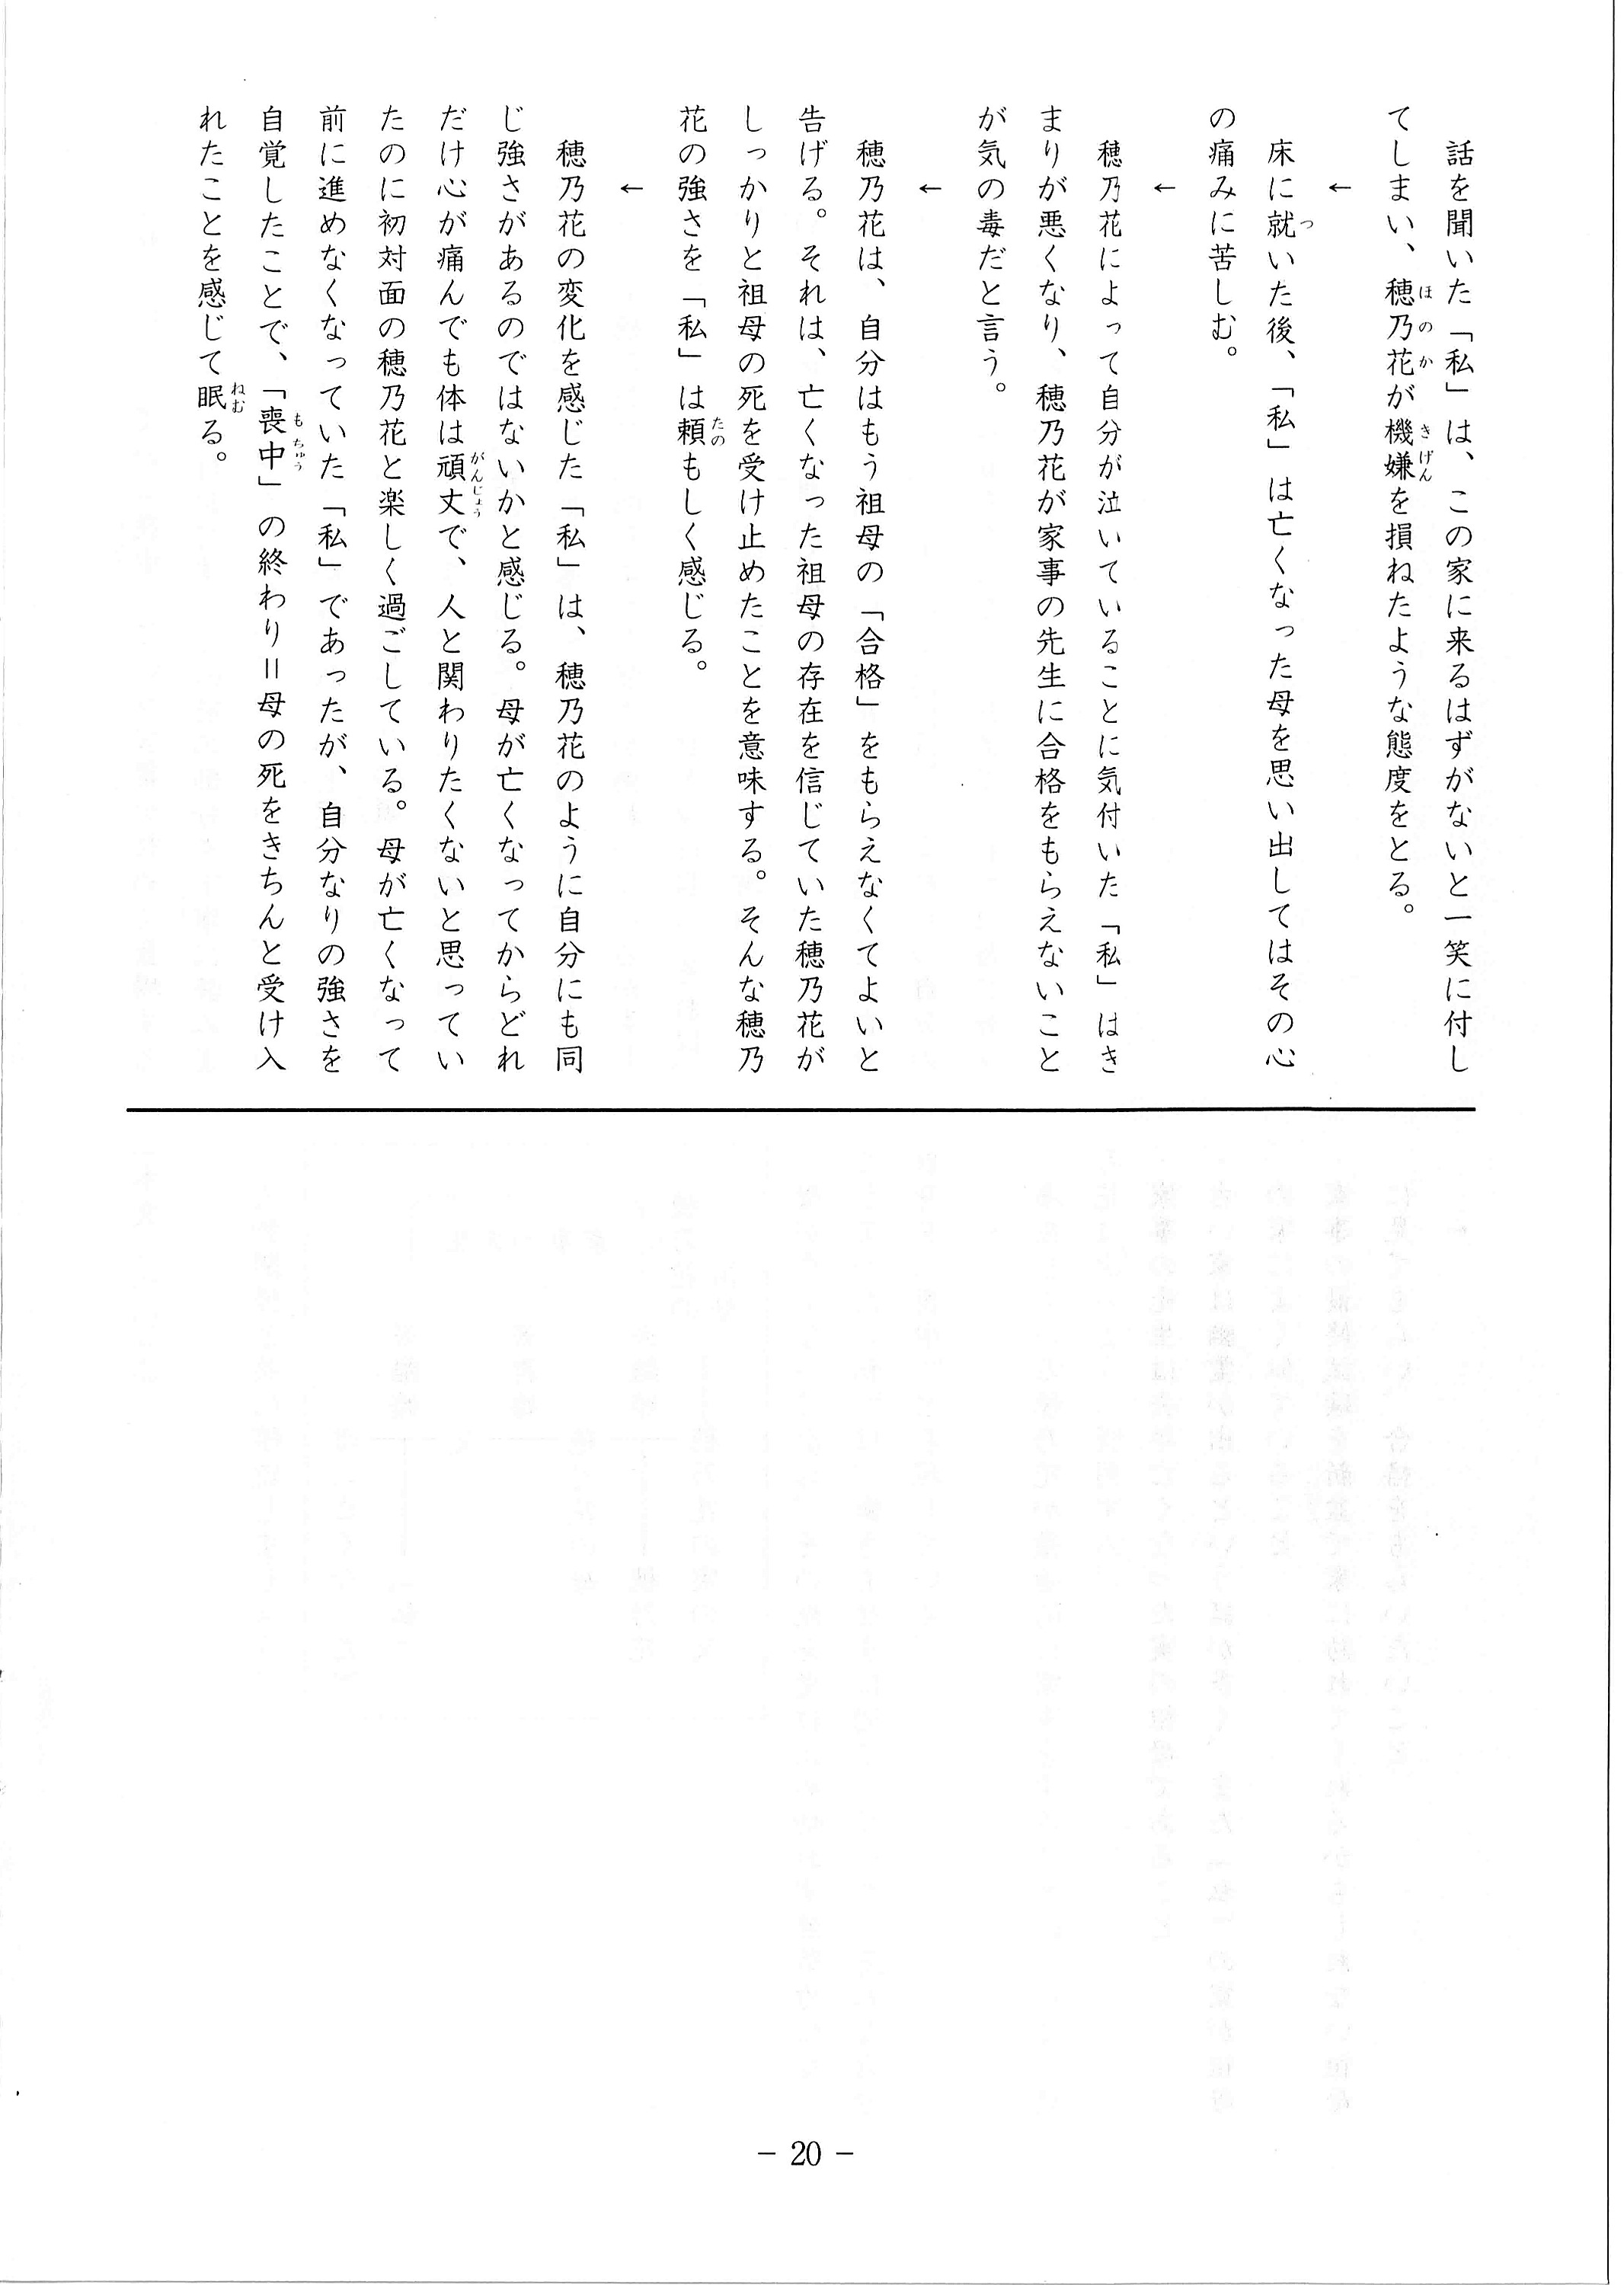 話を聞いた「私」は、この家に来るはずがないと一笑に付し
てしまい、穂乃花が機嫌を損ねたような態度をとる。
←
床に就いた後、「私」は亡くなった母を思い出してはその心
の痛みに苦しむ。
←
穂乃花によって自分が泣いていることに気付いた「私」はき
まりが悪くなり、穂乃花が家事の先生に合格をもらえないこと
が気の毒だと言う。
←
穂乃花は、自分はもう祖母の「合格」をもらえなくてよいと
告げる。それは、亡くなった祖母の存在を信じていた穂乃花が
しっかりと祖母の死を受け止めたことを意味する。そんな穂乃
花の強さを「私」は頼もしく感じる。
←
穂乃花の変化を感じた「私」は、穂乃花のように自分にも同
じ強さがあるのではないかと感じる。母が亡くなってからどれ
だけ心が痛んでも体は頑丈で、人と関わりたくないと思ってい
たのに初対面の穂乃花と楽しく過ごしている。母が亡くなって
前に進めなくなっていた「私」であったが、自分なりの強さを
自覚したことで、「喪中」の終わり＝母の死をきちんと受け入
れたことを感じて眠る。
－ 20 －